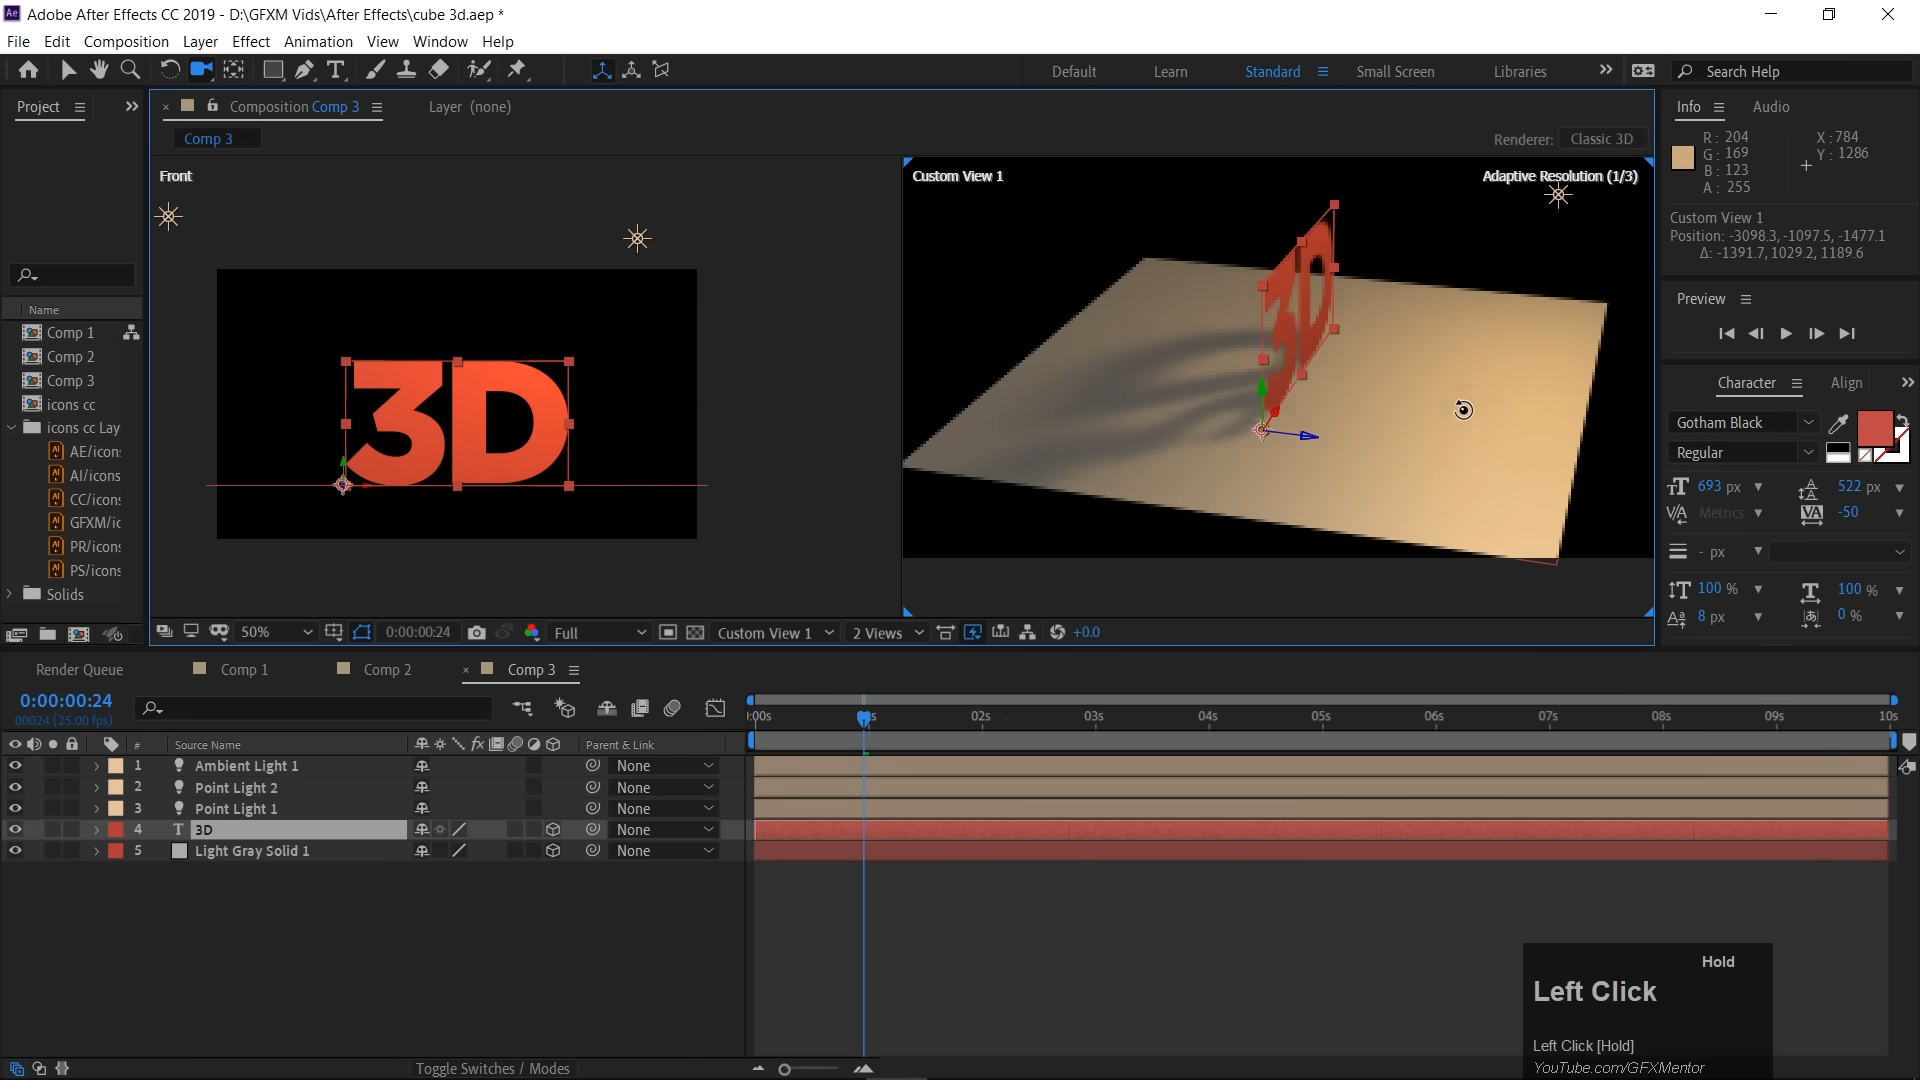 Adobe After Effects CC 2019 - D:\GFXM Vids\After Effects\cube 3d.aep *
File Edit Composition Layer Effect Animation View Window Help
Default Learn Standard Small Screen Libraries Search Help
Project
Composition Comp 3 Layer (none)
Info Audio
Comp 3
Renderer: Classic 3D
R : 204
G : 169
B : 123
A : 255
X : 784
Y : 1286
Front
Custom View 1
Adaptive Resolution (1/3)
Custom View 1
Position: -3098.3, -1097.5, -1477.1
Δ: -1391.7, 1029.2, 1189.6
Preview
Name
Comp 1
Comp 2
Comp 3
icons cc
icons cc Lay
AE/icon
AI/icons
CC/icons
GFXM/ic
PR/icons
PS/icons
Solids
3D
3D
Character Align
Gotham Black
Regular
693 px 522 px
Metrics -50
- px
100 % 100 %
8 px 0 %
50% 0:00:00:24 Full Custom View 1 2 Views +0.0
Render Queue Comp 1 Comp 2 Comp 3
0:00:00:24
00024 (25.00 fps)
:00s 02s 03s 04s 05s 06s 07s 08s 09s 10s
# Source Name Parent & Link
1 Ambient Light 1 None
2 Point Light 2 None
3 Point Light 1 None
4 T 3D None
5 Light Gray Solid 1 None
Hold
Left Click
Left Click [Hold]
YouTube.com/GFXMentor
Toggle Switches / Modes